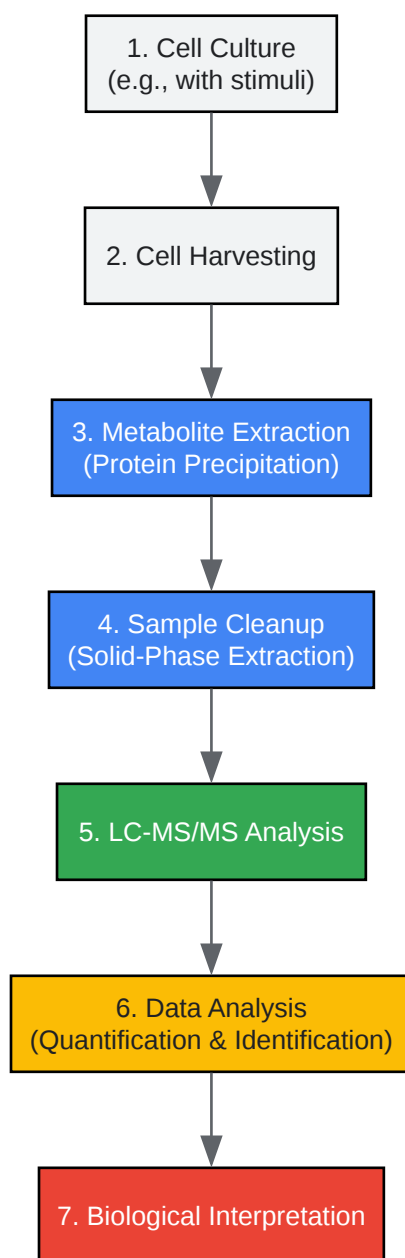 1. Cell Culture
(e.g., with stimuli)
2. Cell Harvesting
3. Metabolite Extraction
(Protein Precipitation)
4. Sample Cleanup
(Solid-Phase Extraction)
5. LC-MS/MS Analysis
6. Data Analysis
(Quantification & Identification)
7. Biological Interpretation